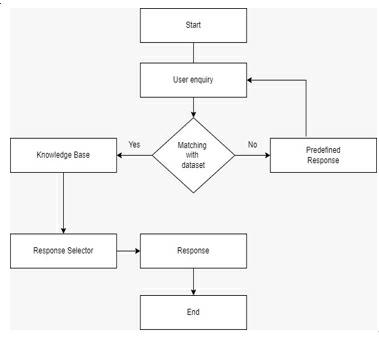 Start
User enquiry
Yes
Matching
with
dataset
No
Knowledge Base
Predefined
Response
Response Selector
Response
End